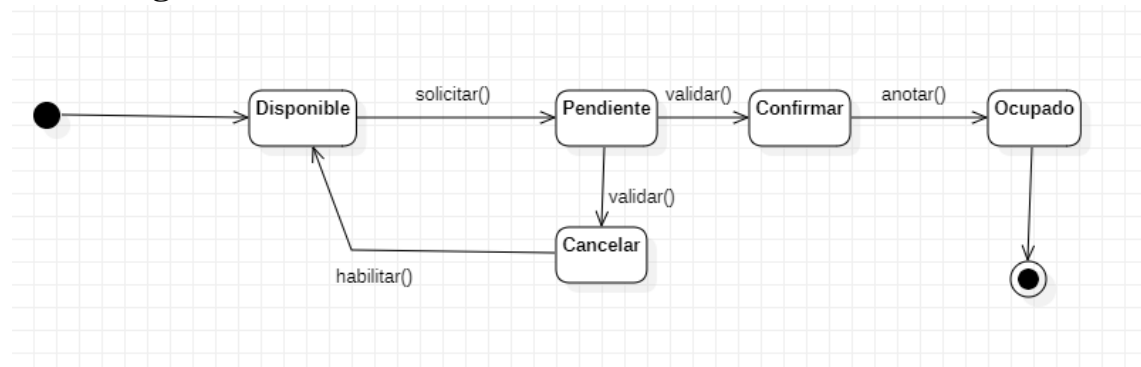 solicitar()
validar()
anotar()
Disponible
Pendiente
Confirmar
Ocupado
validar()
Cancelar
habilitar()